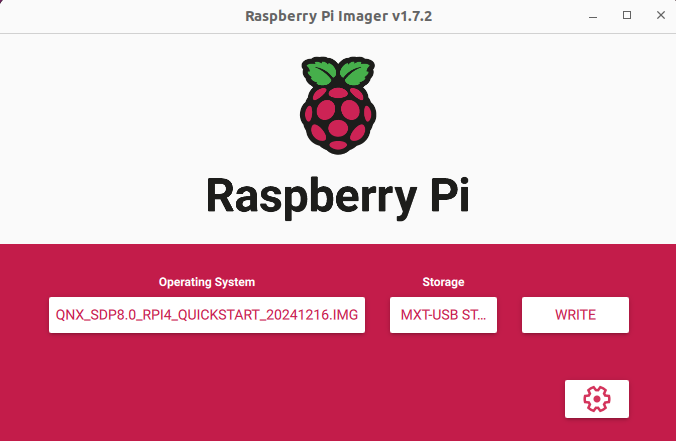 Raspberry Pi Imager v1.7.2
Raspberry Pi
Operating System
Storage
QNX_SDP8.0_RPI4_QUICKSTART_20241216.IMG
MXT-USB ST...
WRITE